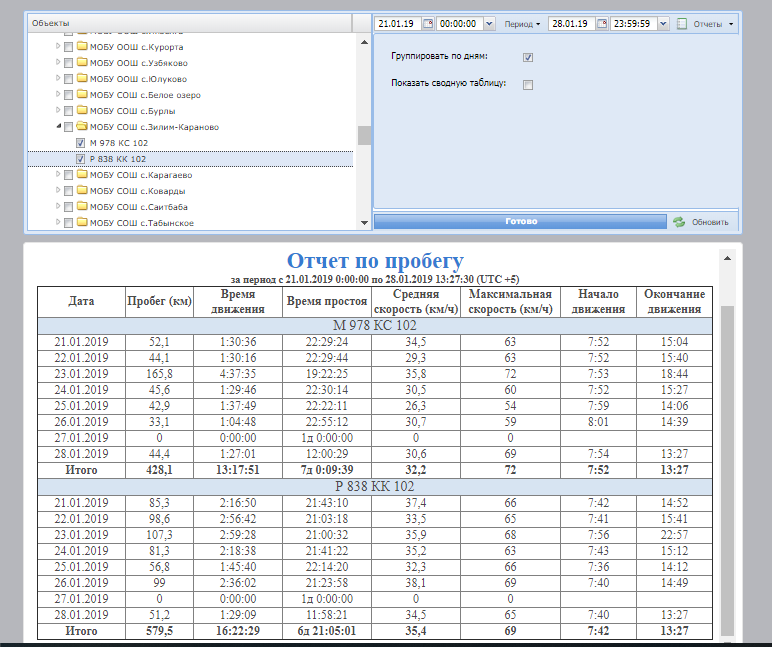 Объекты
МОБУ ООШ с.Курорта
МОБУ ООШ с.Узбяково
МОБУ ООШ с.Юлуково
МОБУ СОШ с.Белое озеро
МОБУ СОШ с.Бурлы
МОБУ СОШ с.Зилим-Караново
М 978 КС 102
Р 838 КК 102
МОБУ СОШ с.Карагаево
МОБУ СОШ с.Коварды
МОБУ СОШ с.Саитбаба
МОБУ СОШ с.Табынское
21.01.19 00:00:00 Период 28.01.19 23:59:59 Отчеты
Группировать по дням:
Показать сводную таблицу:
Готово Обновить
Отчет по пробегу
за период с 21.01.2019 0:00:00 по 28.01.2019 13:27:30 (UTC +5)
Дата Пробег (км) Время движения Время простоя Средняя скорость (км/ч) Максимальная скорость (км/ч) Начало движения Окончание движения
М 978 КС 102
21.01.2019 52,1 1:30:36 22:29:24 34,5 63 7:52 15:04
22.01.2019 44,1 1:30:16 22:29:44 29,3 63 7:52 15:40
23.01.2019 165,8 4:37:35 19:22:25 35,8 72 7:53 18:44
24.01.2019 45,6 1:29:46 22:30:14 30,5 60 7:52 15:27
25.01.2019 42,9 1:37:49 22:22:11 26,3 54 7:59 14:06
26.01.2019 33,1 1:04:48 22:55:12 30,7 59 8:01 14:39
27.01.2019 0 0:00:00 1д 0:00:00 0 0
28.01.2019 44,4 1:27:01 12:00:29 30,6 69 7:54 13:27
Итого 428,1 13:17:51 7д 0:09:39 32,2 72 7:52 13:27
Р 838 КК 102
21.01.2019 85,3 2:16:50 21:43:10 37,4 66 7:42 14:52
22.01.2019 98,6 2:56:42 21:03:18 33,5 65 7:41 15:41
23.01.2019 107,3 2:59:28 21:00:32 35,9 68 7:56 22:57
24.01.2019 81,3 2:18:38 21:41:22 35,2 63 7:43 15:12
25.01.2019 56,8 1:45:40 22:14:20 32,3 66 7:36 14:12
26.01.2019 99 2:36:02 21:23:58 38,1 69 7:40 14:49
27.01.2019 0 0:00:00 1д 0:00:00 0 0
28.01.2019 51,2 1:29:09 11:58:21 34,5 65 7:40 13:27
Итого 579,5 16:22:29 6д 21:05:01 35,4 69 7:42 13:27